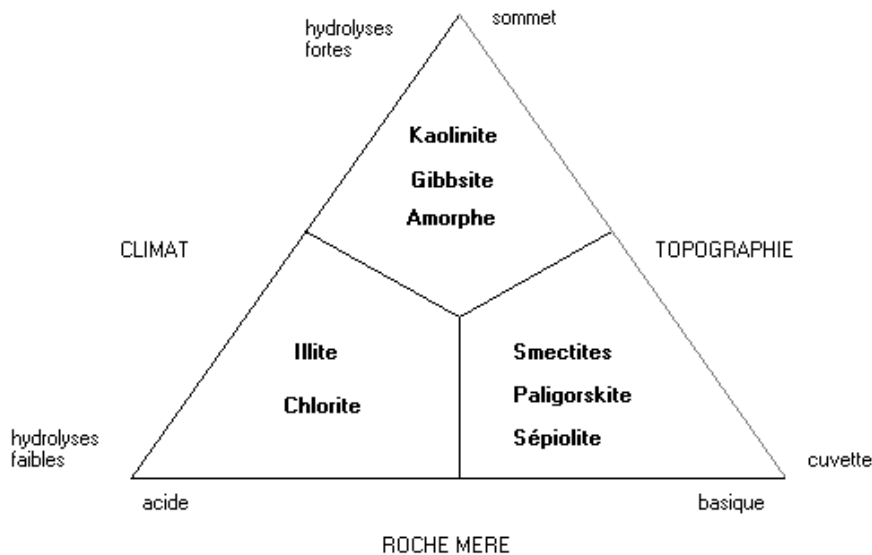 hydrolyses
fortes
sommet
Kaolinite
Gibbsite
Amorphe
CLIMAT
TOPOGRAPHIE
Illite
Chlorite
Smectites
Paligorskite
Sépiolite
hydrolyses
faibles
cuvette
acide
basique
ROCHE MERE